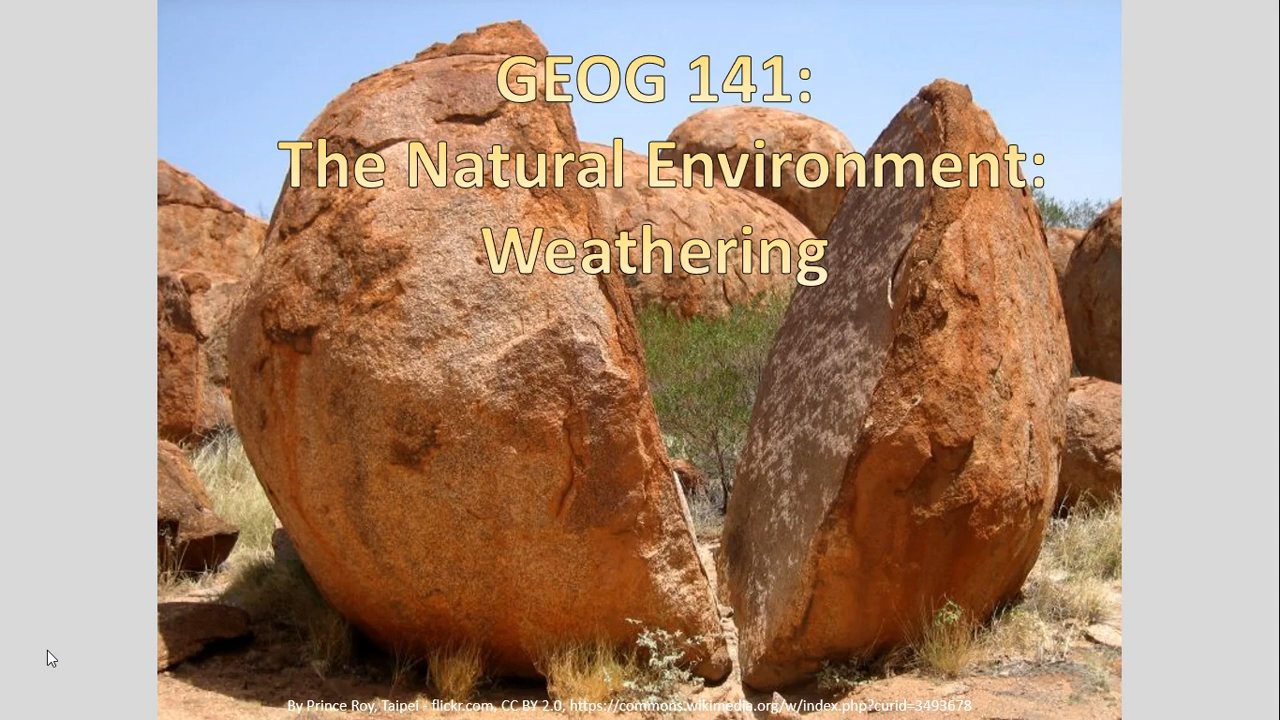 GEOG 141:
The Natural Environment:
Weathering
By Prince Roy, Taipei - flickr.com, CC BY 2.0, https://commons.wikimedia.org/w/index.php?curid=3493678